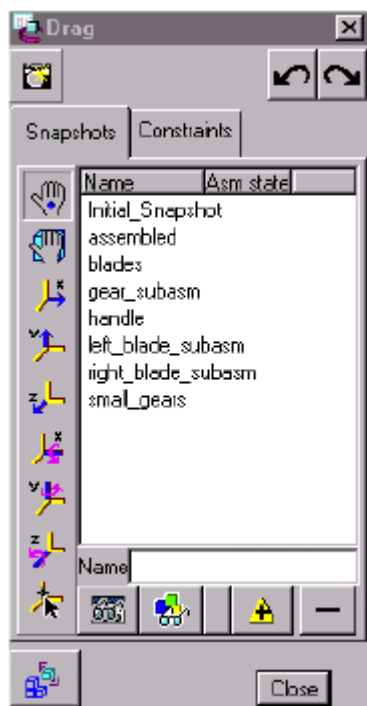 Drag
Snapshots Constraints
Name Asm state
Initial_Snapshot
assembled
blades
gear_subasm
handle
left_blade_subasm
right_blade_subasm
small_gears
Name
Close